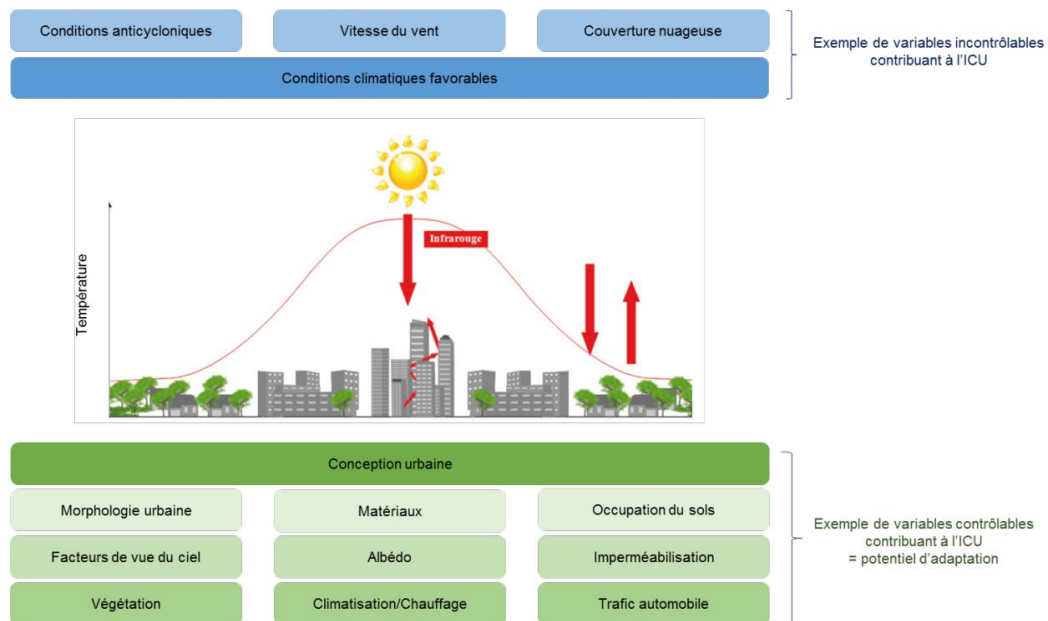 Conditions anticycloniques
Vitesse du vent
Couverture nuageuse
Conditions climatiques favorables
Exemple de variables incontrôlables
contribuant à l'ICU
Infrarouge
Température
Conception urbaine
Morphologie urbaine
Matériaux
Occupation du sols
Facteurs de vue du ciel
Albédo
Imperméabilisation
Végétation
Climatisation/Chauffage
Trafic automobile
Exemple de variables contrôlables
contribuant à l'ICU
= potentiel d'adaptation